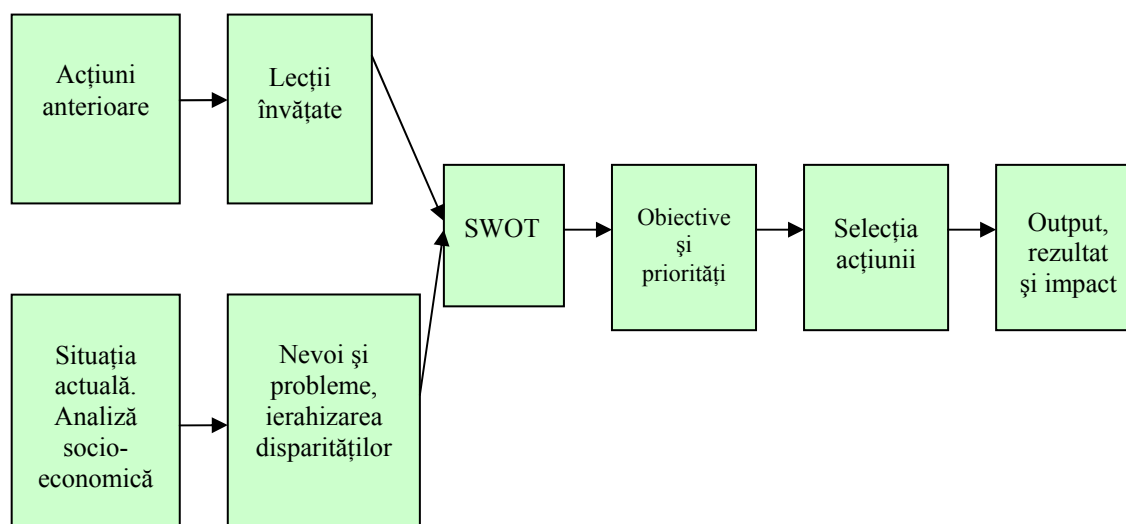 Acțiuni
anterioare
Lecții
învățate
SWOT
Obiective
şi
priorități
Selecția
acțiunii
Output,
rezultat
şi impact
Situația
actuală.
Analiză
socio-
economică
Nevoi şi
probleme,
ierahizarea
disparităților